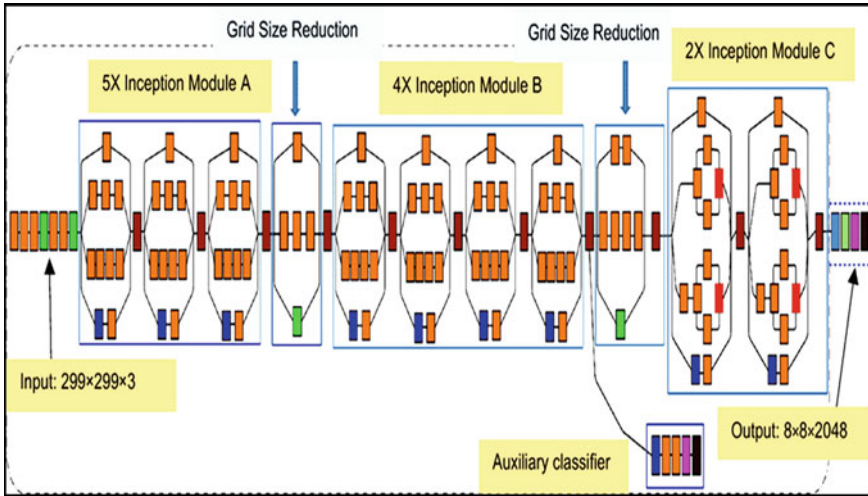 Grid Size Reduction
Grid Size Reduction
5X Inception Module A
4X Inception Module B
2X Inception Module C
Input: 299×299×3
Output: 8×8×2048
Auxiliary classifier